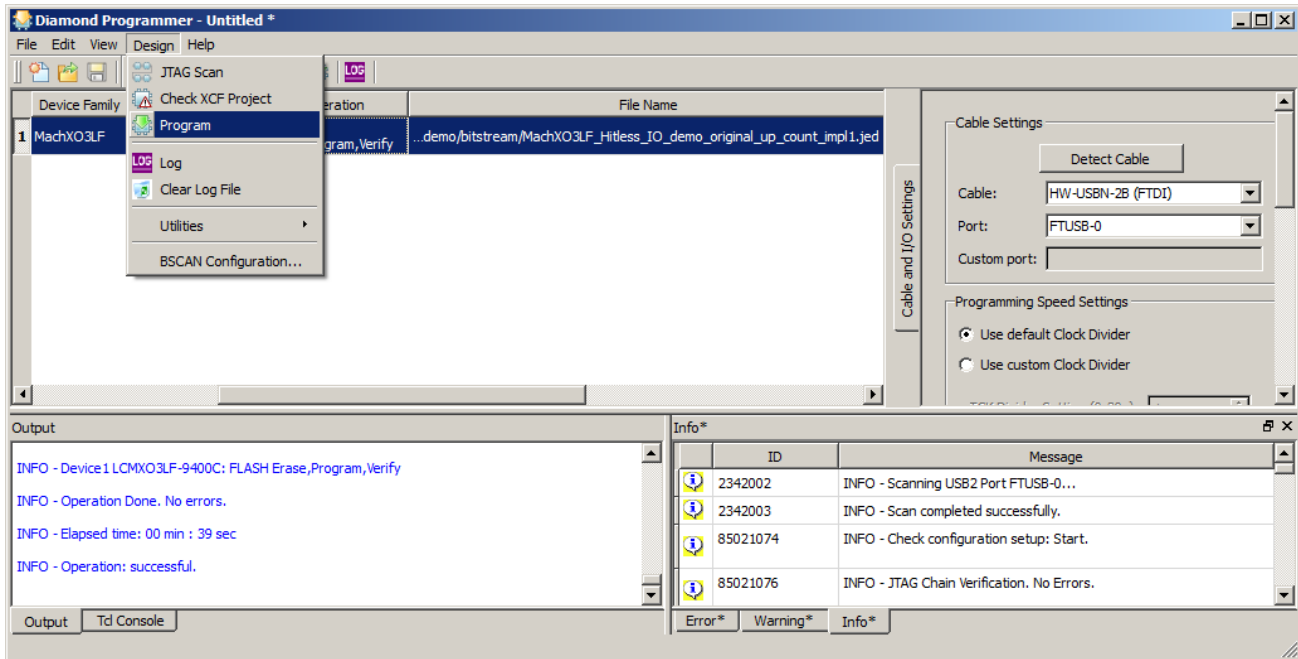 Diamond Programmer - Untitled *
File Edit View Design Help
LOG
JTAG Scan
Check XCF Project
Program
LOG Log
Clear Log File
Utilities
BSCAN Configuration...
Device Family eration File Name
1 MachXO3LF gram,Verify ...demo/bitstream/MachXO3LF_Hitless_IO_demo_original_up_count_impl1.jed
Cable and I/O Settings
Cable Settings
Detect Cable
Cable: HW-USBN-2B (FTDI)
Port: FTUSB-0
Custom port:
Programming Speed Settings
Use default Clock Divider
Use custom Clock Divider
Output
INFO - Device1 LCMXO3LF-9400C: FLASH Erase,Program,Verify
INFO - Operation Done. No errors.
INFO - Elapsed time: 00 min : 39 sec
INFO - Operation: successful.
Output Tcl Console
Info*
ID Message
2342002 INFO - Scanning USB2 Port FTUSB-0...
2342003 INFO - Scan completed successfully.
85021074 INFO - Check configuration setup: Start.
85021076 INFO - JTAG Chain Verification. No Errors.
Error* Warning* Info*